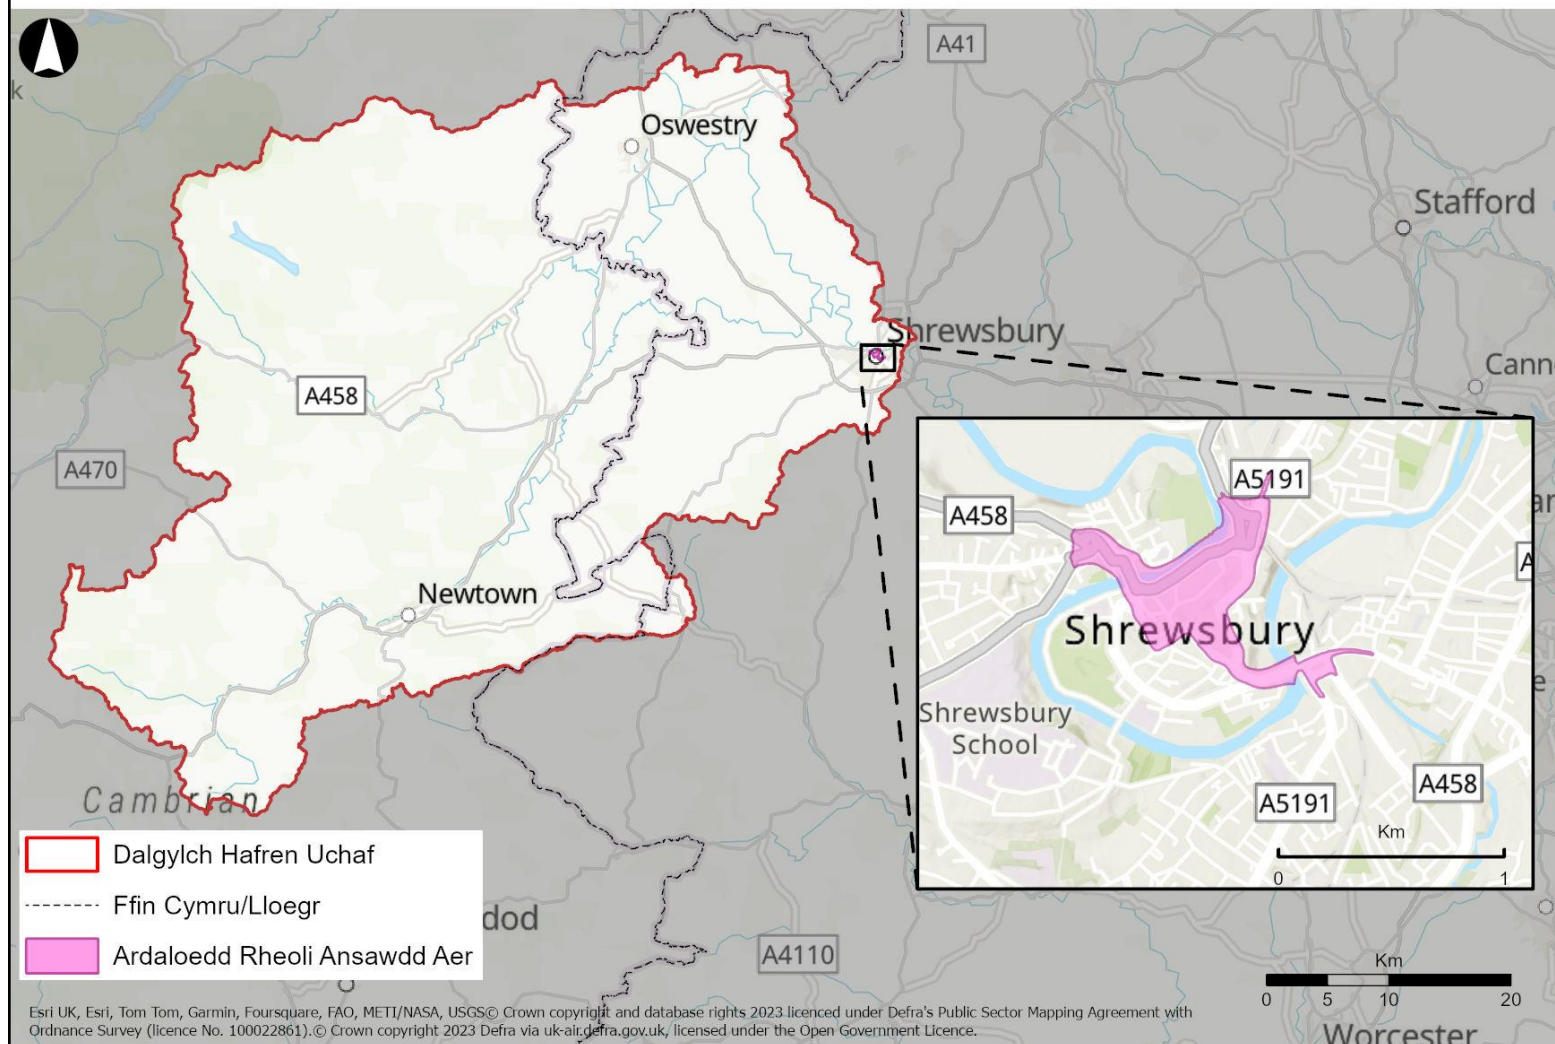 A41
k
Oswestry
Stafford
Shrewsbury
Cann
A458
A470
A5191
A458
ar
A
Newtown
Shrewsbury
e
Shrewsbury
School
A458
A5191
Cambrian
Km
0 1
Dalgylch Hafren Uchaf
Ffin Cymru/Lloegr
dod
Ardaloedd Rheoli Ansawdd Aer
A4110
Km
0 5 10 20
Esri UK, Esri, Tom Tom, Garmin, Foursquare, FAO, METI/NASA, USGS© Crown copyright and database rights 2023 licenced under Defra's Public Sector Mapping Agreement with
Ordnance Survey (licence No. 100022861).© Crown copyright 2023 Defra via uk-air.defra.gov.uk, licensed under the Open Government Licence.
Worcester